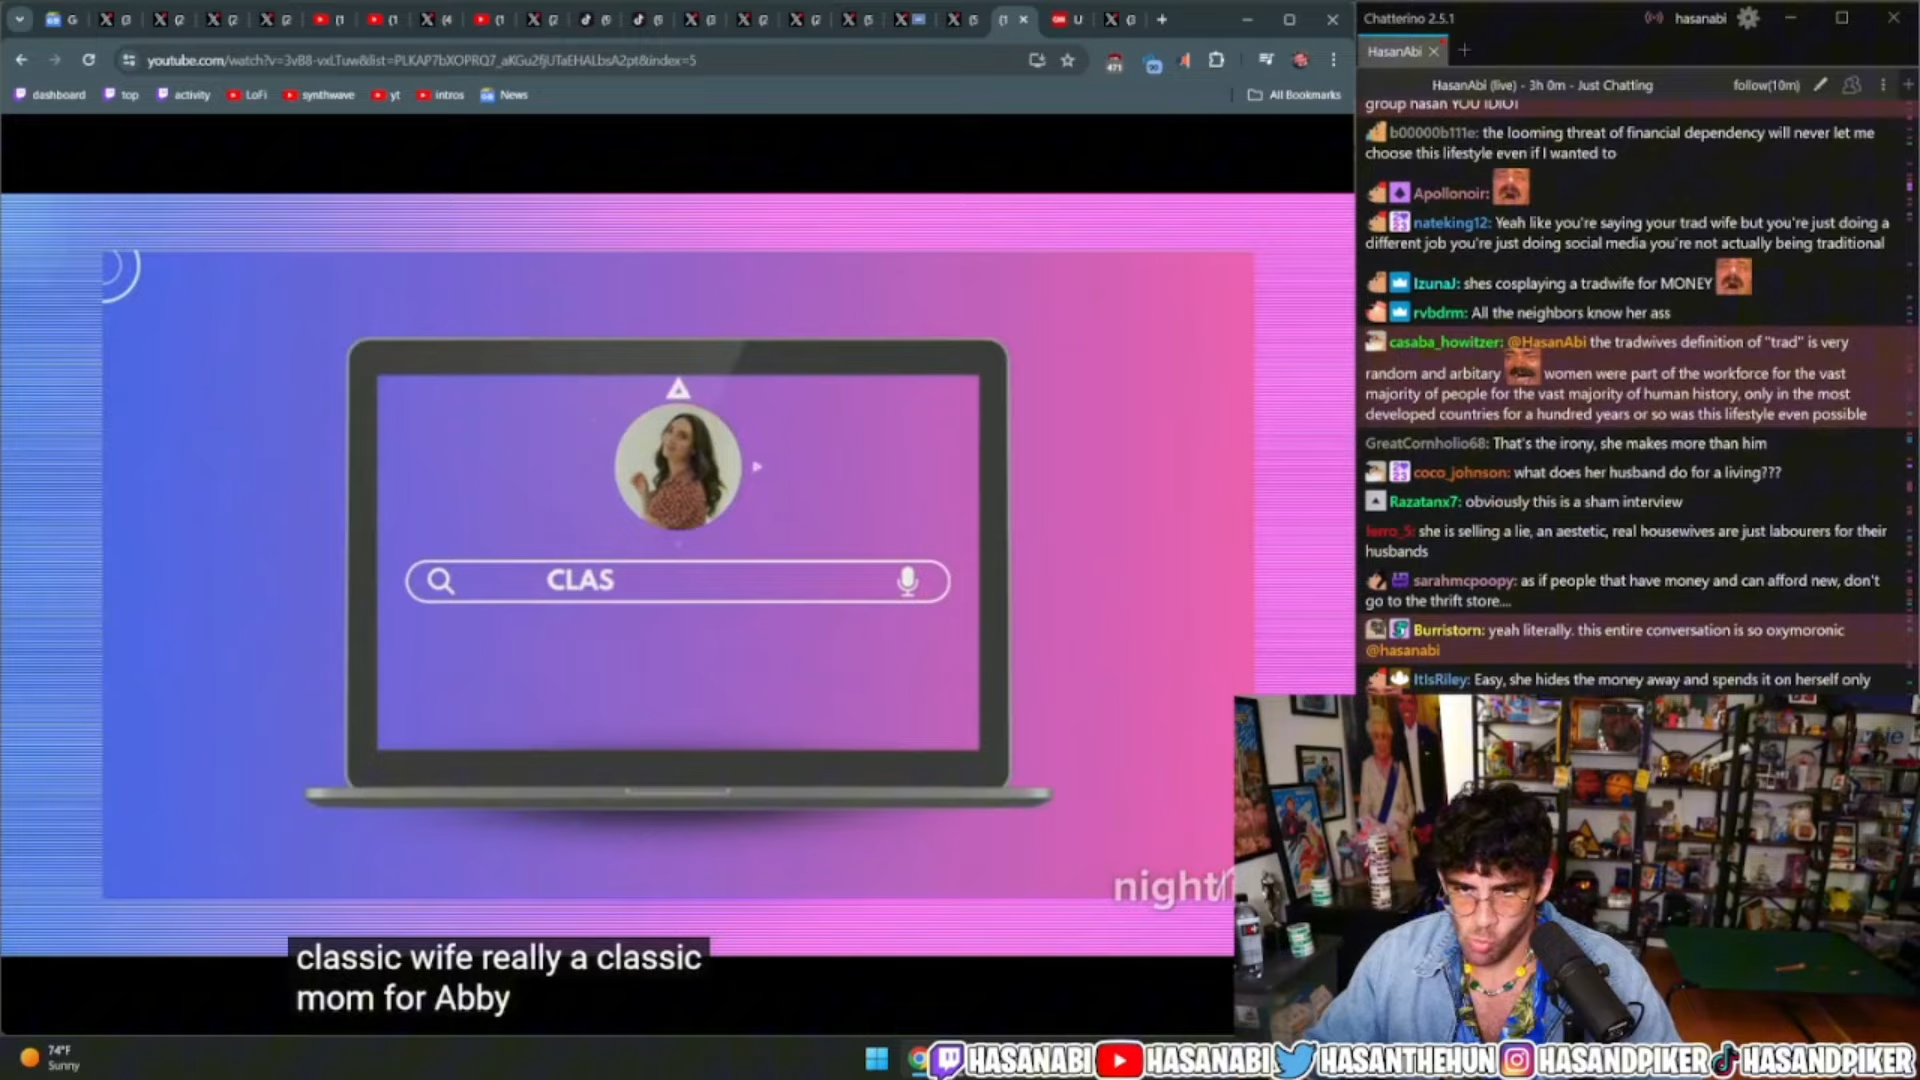 youtube.com/watch?v=3vB8-vxLTuw&list=PLKAP7bXOPRQ7_aKGu2fjUTaEHALbsA2pt&index=5
dashboard
top
activity
LoFi
synthwave
yt
intros
News
All Bookmarks
CLAS
classic wife really a classic
mom for Abby
74°F
Sunny
Chatterino 2.5.1
hasanabi
HasanAbi
HasanAbi (live) - 3h 0m - Just Chatting
follow(10m)
group hasan YOU IDIOT
b00000b111e: the looming threat of financial dependency will never let me
choose this lifestyle even if I wanted to
Apollonoir:
nateking12: Yeah like you're saying your trad wife but you're just doing a
different job you're just doing social media you're not actually being traditional
IzunaJ: shes cosplaying a tradwife for MONEY
rvbdrm: All the neighbors know her ass
casaba_howitzer: @HasanAbi the tradwives definition of "trad" is very
random and arbitary women were part of the workforce for the vast
majority of people for the vast majority of human history, only in the most
developed countries for a hundred years or so was this lifestyle even possible
GreatCornholio68: That's the irony, she makes more than him
coco_johnson: what does her husband do for a living???
Razatanx7: obviously this is a sham interview
she is selling a lie, an aestetic, real housewives are just labourers for their
husbands
sarahmcpoopy: as if people that have money and can afford new, don't
go to the thrift store....
Burristorn: yeah literally. this entire conversation is so oxymoronic
@hasanabi
ItIsRiley: Easy, she hides the money away and spends it on herself only
HASANABI HASANABI HASANTHEHUN HASANDPIKER HASANDPIKER